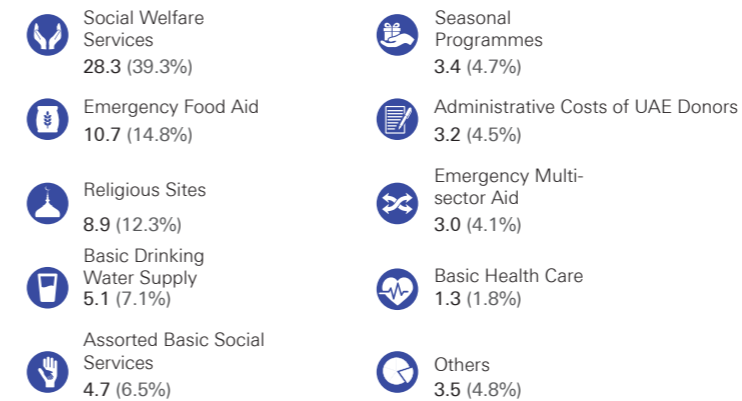 Social Welfare
Services
28.3 (39.3%)
Emergency Food Aid
10.7 (14.8%)
Religious Sites
8.9 (12.3%)
Basic Drinking
Water Supply
5.1 (7.1%)
Assorted Basic Social
Services
4.7 (6.5%)
Seasonal
Programmes
3.4 (4.7%)
Administrative Costs of UAE Donors
3.2 (4.5%)
Emergency Multi-
sector Aid
3.0 (4.1%)
Basic Health Care
1.3 (1.8%)
Others
3.5 (4.8%)